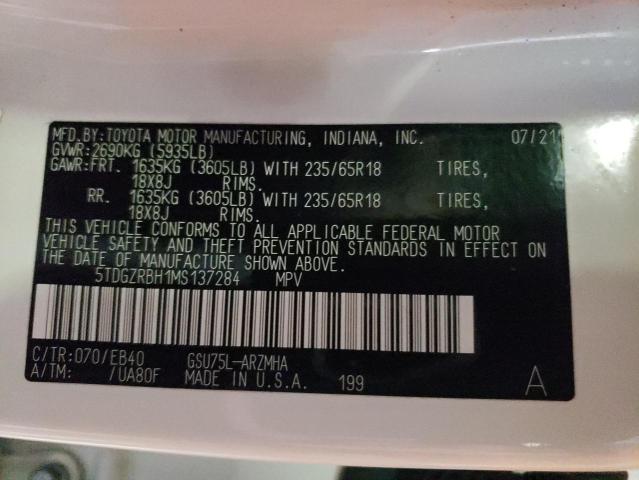 MFD.BY:TOYOTA MOTOR MANUFACTURING, INDIANA, INC. 07/21
GVWR:2690KG (5935LB)
GAWR:FRT. 1635KG (3605LB) WITH 235/65R18 TIRES,
18X8J RIMS.
RR. 1635KG (3605LB) WITH 235/65R18 TIRES,
18X8J RIMS.
THIS VEHICLE CONFORMS TO ALL APPLICABLE FEDERAL MOTOR
VEHICLE SAFETY AND THEFT PREVENTION STANDARDS IN EFFECT ON
THE DATE OF MANUFACTURE SHOWN ABOVE.
5TDGZRBH1MS137284 MPV
C/TR:070/EB40 GSU75L-ARZMHA
A/TM: /UA80F MADE IN U.S.A. 199 A